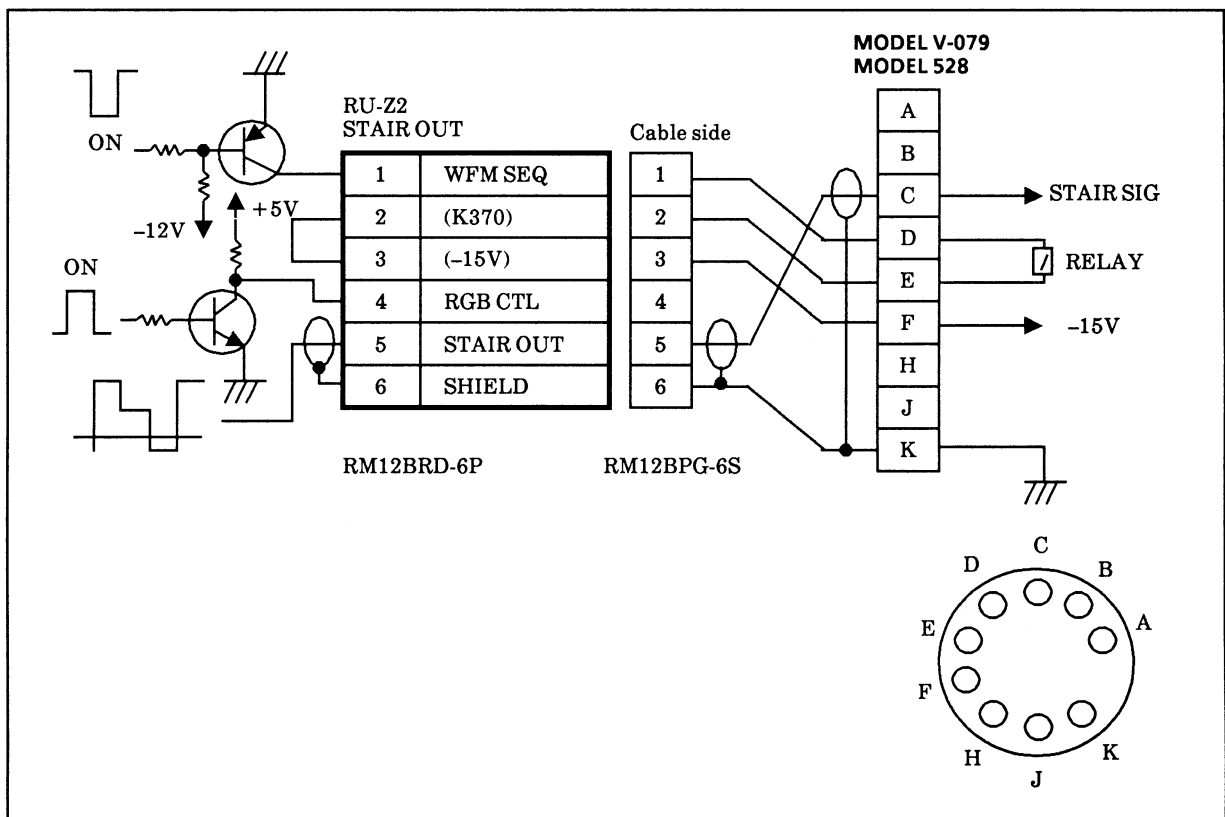 MODEL V-079
MODEL 528
RU-Z2
STAIR OUT
Cable side
ON
+5V
–12V
ON
1 WFM SEQ
2 (K370)
3 (–15V)
4 RGB CTL
5 STAIR OUT
6 SHIELD
1
2
3
4
5
6
A
B
C
D
E
F
H
J
K
STAIR SIG
RELAY
–15V
RM12BRD-6P
RM12BPG-6S
C
D
B
E
A
F
H
K
J